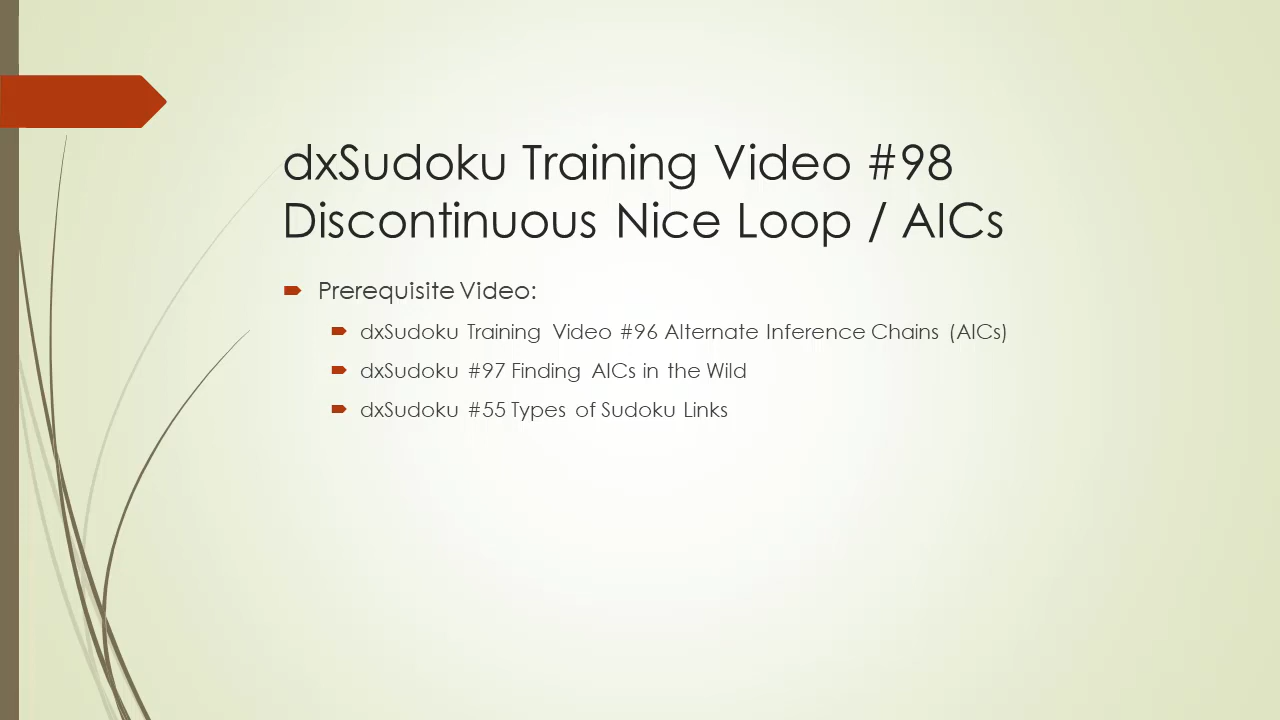 dxSudoku Training Video #98
Discontinuous Nice Loop / AICs
Prerequisite Video:
dxSudoku Training Video #96 Alternate Inference Chains (AICs)
dxSudoku #97 Finding AICs in the Wild
dxSudoku #55 Types of Sudoku Links